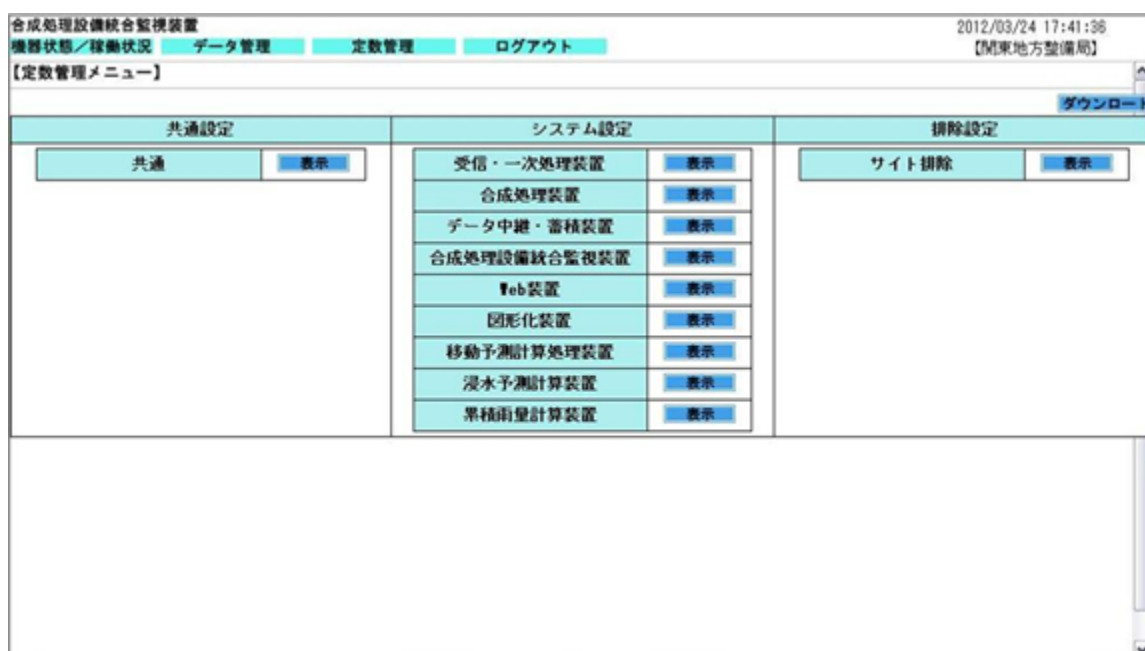 合成処理設備統合監視装置 2012/03/24 17:41:36
機器状態／稼働状況 データ管理 定数管理 ログアウト 【関東地方整備局】
【定数管理メニュー】
ダウンロード
共通設定 システム設定 排除設定
共通 表示 受信・一次処理装置 表示 サイト排除 表示
合成処理装置 表示
データ中継・蓄積装置 表示
合成処理設備統合監視装置 表示
Web装置 表示
図形化装置 表示
移動予測計算処理装置 表示
浸水予測計算装置 表示
累積雨量計算装置 表示